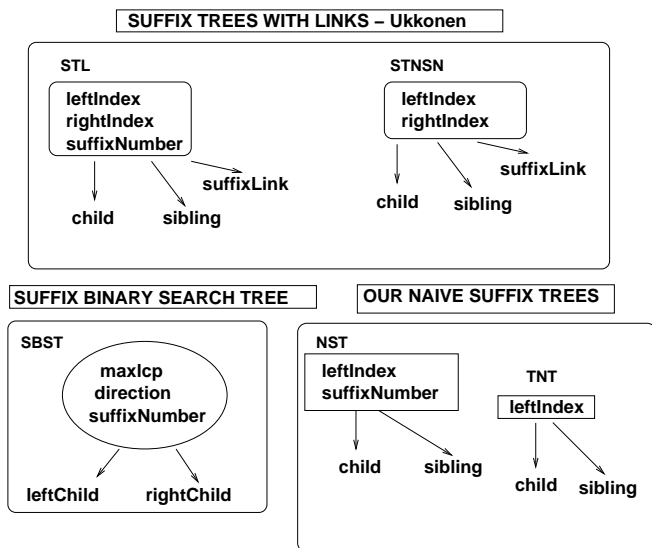 SUFFIX TREES WITH LINKS – Ukkonen
STL
leftIndex
rightIndex
suffixNumber
child
sibling
suffixLink
STNSN
leftIndex
rightIndex
child
sibling
suffixLink
SUFFIX BINARY SEARCH TREE
SBST
maxlcp
direction
suffixNumber
leftChild
rightChild
OUR NAIVE SUFFIX TREES
NST
leftIndex
suffixNumber
child
sibling
TNT
leftIndex
child
sibling